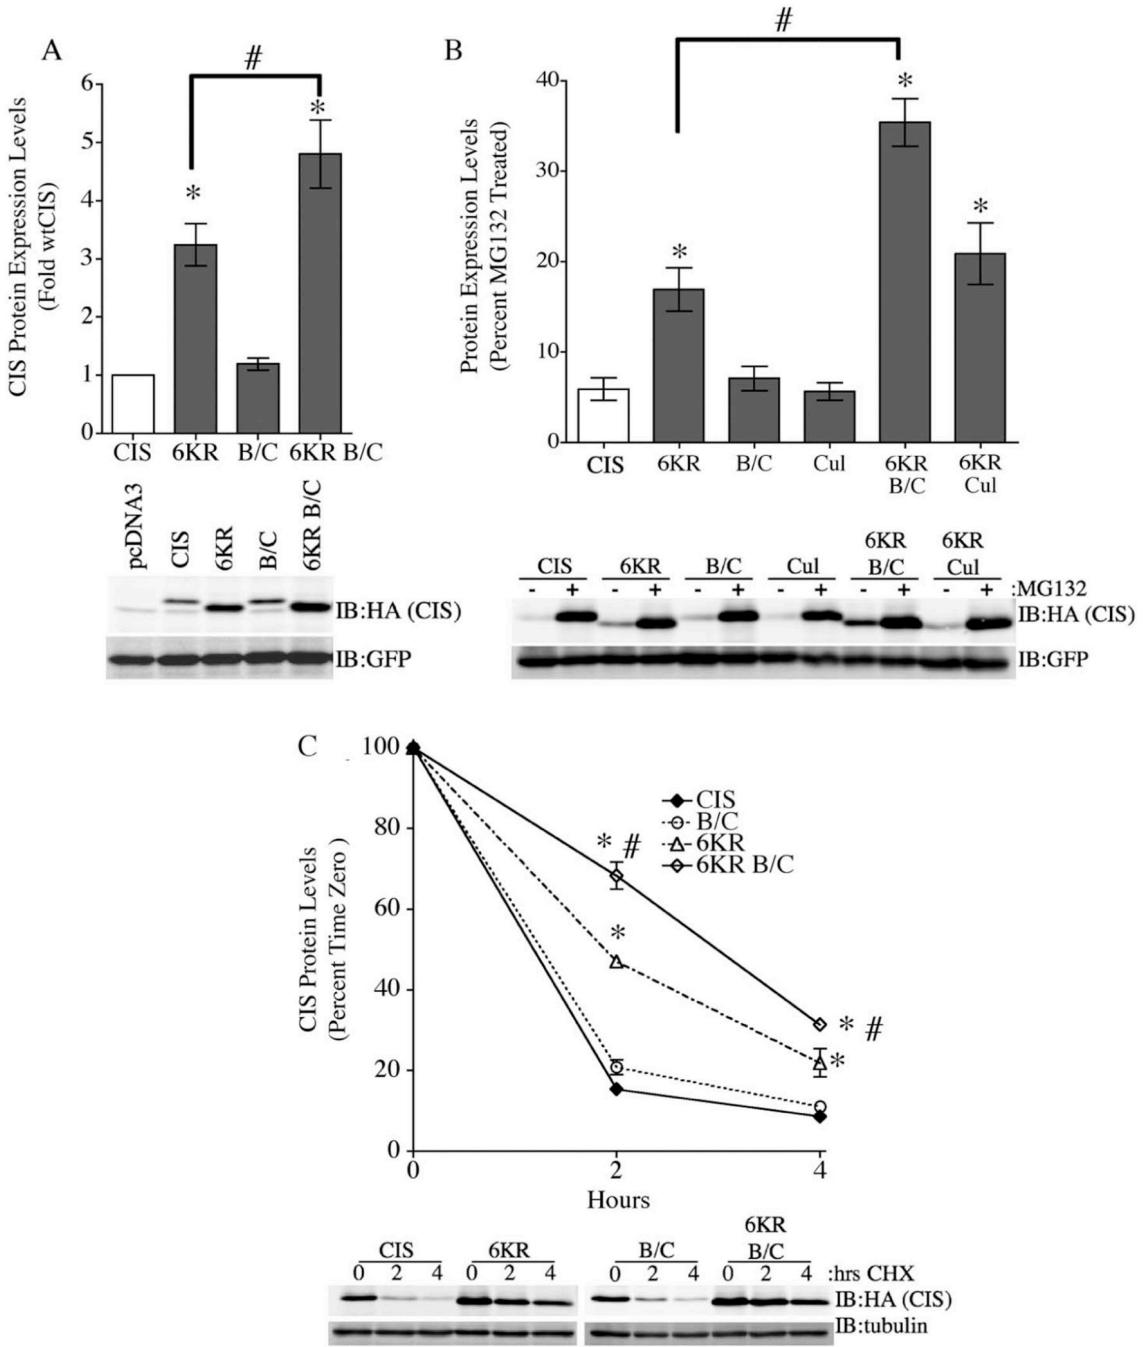 A
#
6
5
4
3
2
1
0
*
*
CIS Protein Expression Levels
(Fold wtCIS)
CIS 6KR B/C 6KR B/C
pcDNA3
CIS
6KR
B/C
6KR B/C
IB:HA (CIS)
IB:GFP
B
#
40
30
20
10
0
*
*
*
Protein Expression Levels
(Percent MG132 Treated)
CIS 6KR B/C Cul 6KR 6KR
B/C Cul
6KR 6KR
CIS 6KR B/C Cul B/C Cul
- + - + - + - + - + - + :MG132
IB:HA (CIS)
IB:GFP
C
100
80
60
40
20
0
CIS Protein Levels
(Percent Time Zero )
CIS
B/C
6KR
6KR B/C
* #
*
* #
*
0 2 4
Hours
6KR
CIS 6KR B/C B/C
0 2 4 0 2 4 0 2 4 0 2 4 :hrs CHX
IB:HA (CIS)
IB:tubulin